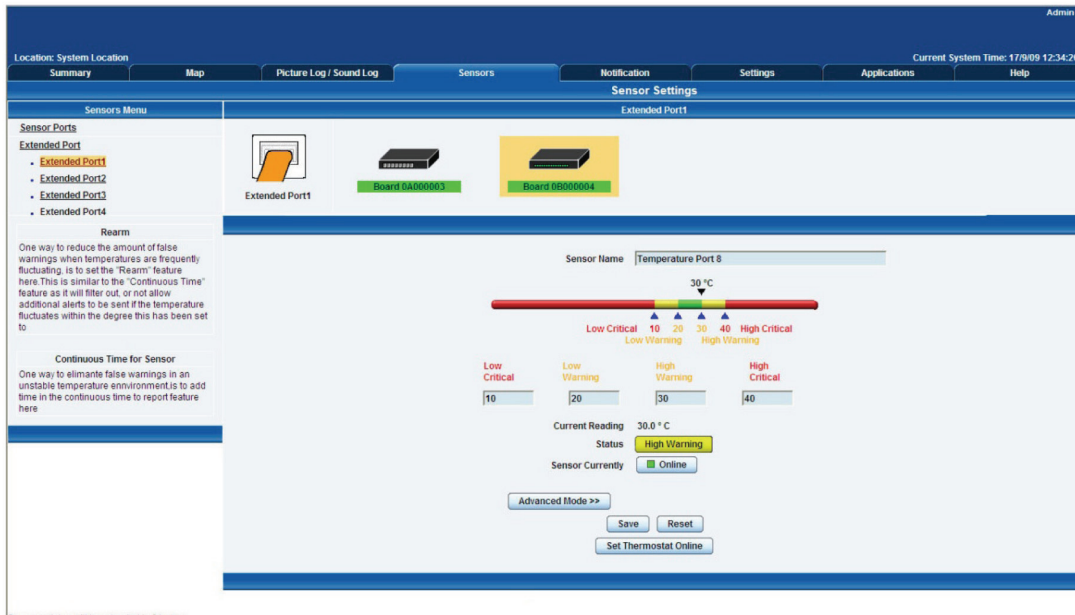 Admin
Location: System Location
Current System Time: 17/9/09 12:34:2
Summary Map Picture Log / Sound Log Sensors Notification Settings Applications Help
Sensor Settings
Sensors Menu
Extended Port1
Sensor Ports
Extended Port
Extended Port1
Extended Port2
Extended Port3
Extended Port4
Extended Port1
Board 0A000003
Board 0B000004
Rearm
One way to reduce the amount of false
warnings when temperatures are frequently
fluctuating, is to set the "Rearm" feature
here.This is similar to the "Continuous Time"
feature as it will filter out, or not allow
additional alerts to be sent if the temperature
fluctuates within the degree this has been set
to
Continuous Time for Sensor
One way to elimante false warnings in an
unstable temperature ennvironment,is to add
time in the continuous time to report feature
here
Sensor Name Temperature Port 8
30 °C
Low Critical 10 20 30 40 High Critical
Low Warning High Warning
Low Critical
Low Warning
High Warning
High Critical
10 20 30 40
Current Reading 30.0 ° C
Status High Warning
Sensor Currently Online
Advanced Mode >>
Save Reset
Set Thermostat Online